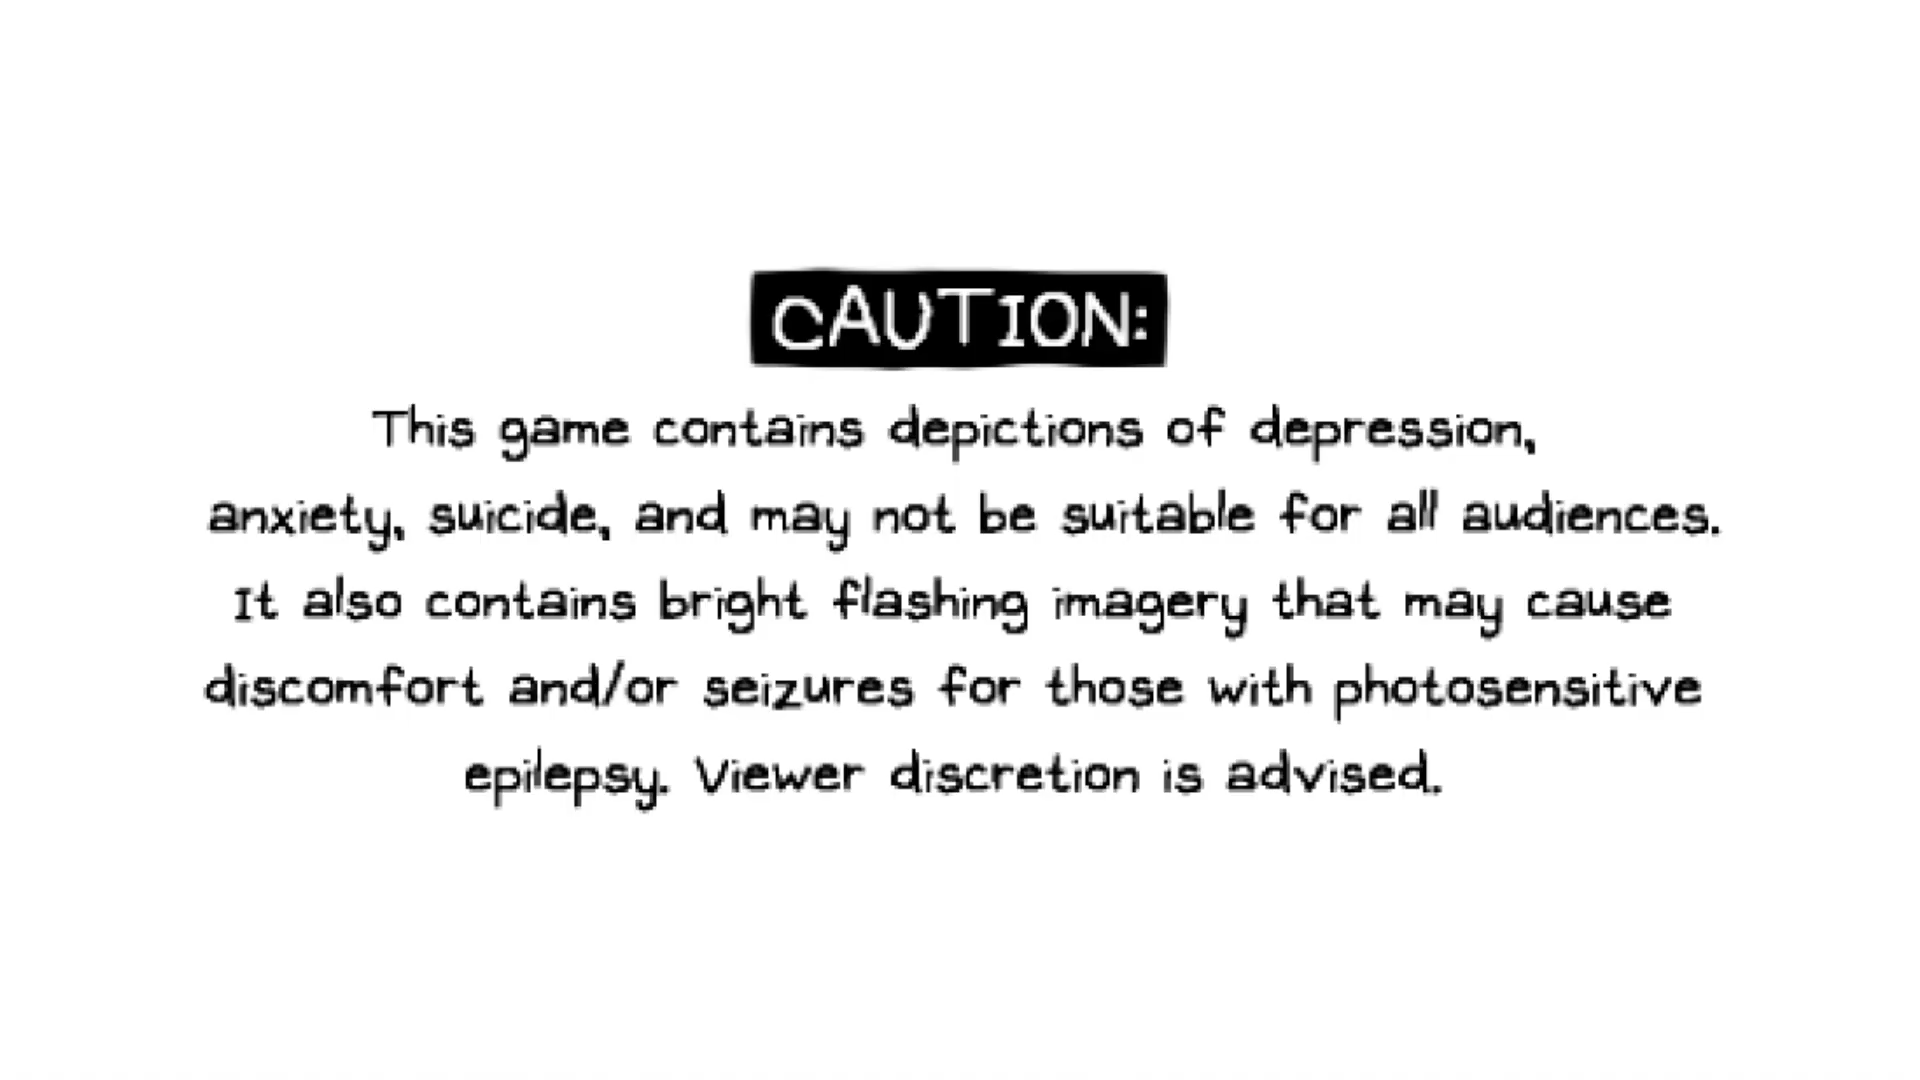 CAUTION:
This game contains depictions of depression,
anxiety, suicide, and may not be suitable for all audiences.
It also contains bright flashing imagery that may cause
discomfort and/or seizures for those with photosensitive
epilepsy. Viewer discretion is advised.